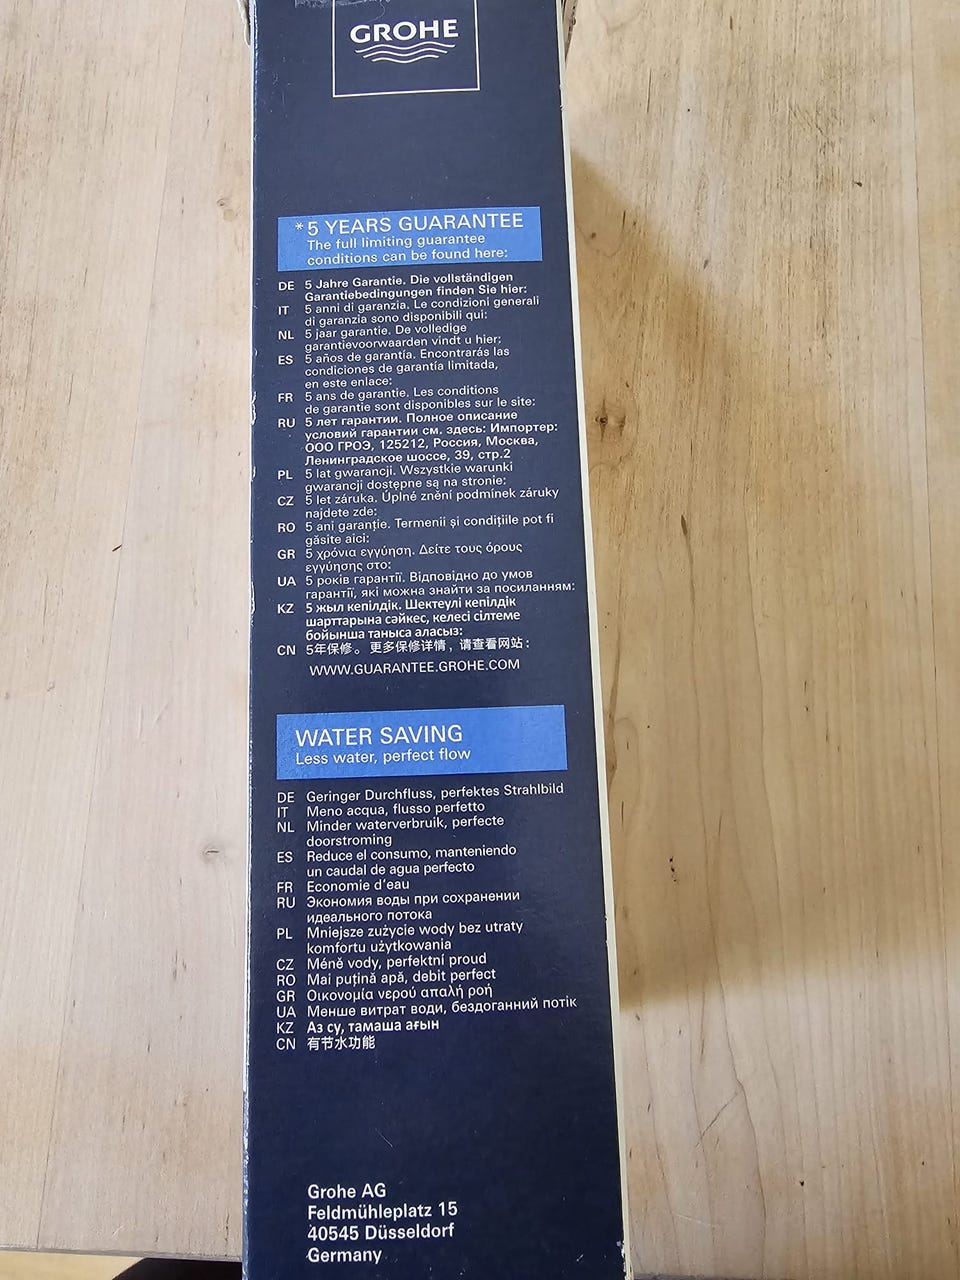 GROHE
* 5 YEARS GUARANTEE
The full limiting guarantee
conditions can be found here:
DE 5 Jahre Garantie. Die vollständigen
Garantiebedingungen finden Sie hier:
IT 5 anni di garanzia. Le condizioni generali
di garanzia sono disponibili qui:
NL 5 jaar garantie. De volledige
garantievoorwaarden vindt u hier:
ES 5 años de garantía. Encontrarás las
condiciones de garantía limitada,
en este enlace:
FR 5 ans de garantie. Les conditions
de garantie sont disponibles sur le site:
RU 5 лет гарантии. Полное описание
условий гарантии см. здесь: Импортер:
ООО ГРОЭ, 125212, Россия, Москва,
Ленинградское шоссе, 39, стр.2
PL 5 lat gwarancji. Wszystkie warunki
gwarancji dostępne są na stronie:
CZ 5 let záruka. Úplné znění podmínek záruky
najdete zde:
RO 5 ani garanție. Termenii și condițiile pot fi
găsite aici:
GR 5 χρόνια εγγύηση. Δείτε τους όρους
εγγύησης στο:
UA 5 років гарантії. Відповідно до умов
гарантії, які можна знайти за посиланням:
KZ 5 жыл кепілдік. Шектеулі кепілдік
шарттарына сәйкес, келесі сілтеме
бойынша таныса аласыз:
CN 5年保修。更多保修详情，请查看网站：
WWW.GUARANTEE.GROHE.COM
WATER SAVING
Less water, perfect flow
DE Geringer Durchfluss, perfektes Strahlbild
IT Meno acqua, flusso perfetto
NL Minder waterverbruik, perfecte
doorstroming
ES Reduce el consumo, manteniendo
un caudal de agua perfecto
FR Economie d'eau
RU Экономия воды при сохранении
идеального потока
PL Mniejsze zużycie wody bez utraty
komfortu użytkowania
CZ Méně vody, perfektní proud
RO Mai puțină apă, debit perfect
GR Οικονομία νερού απαλή ροή
UA Менше витрат води, бездоганний потік
KZ Аз су, тамаша ағын
CN 有节水功能
Grohe AG
Feldmühleplatz 15
40545 Düsseldorf
Germany